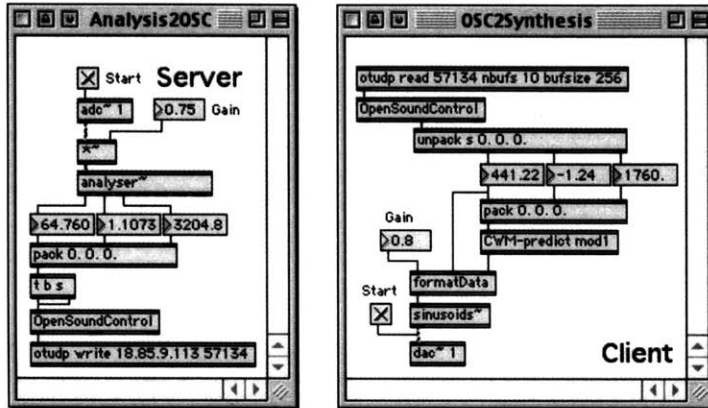 Analysis2OSC
Start
Server
adc~ 1
0.75
Gain
*~
analyser~
64.760
1.1073
3204.8
pack 0. 0. 0.
t b s
OpenSoundControl
otudp write 18.85.9.113 57134
OSC2Synthesis
otudp read 57134 nbufs 10 bufsize 256
OpenSoundControl
unpack s 0. 0. 0.
441.22
-1.24
1760.
Gain
pack 0. 0. 0.
0.8
CWM-predict mod1
formatData
Start
sinusoids~
dac~ 1
Client